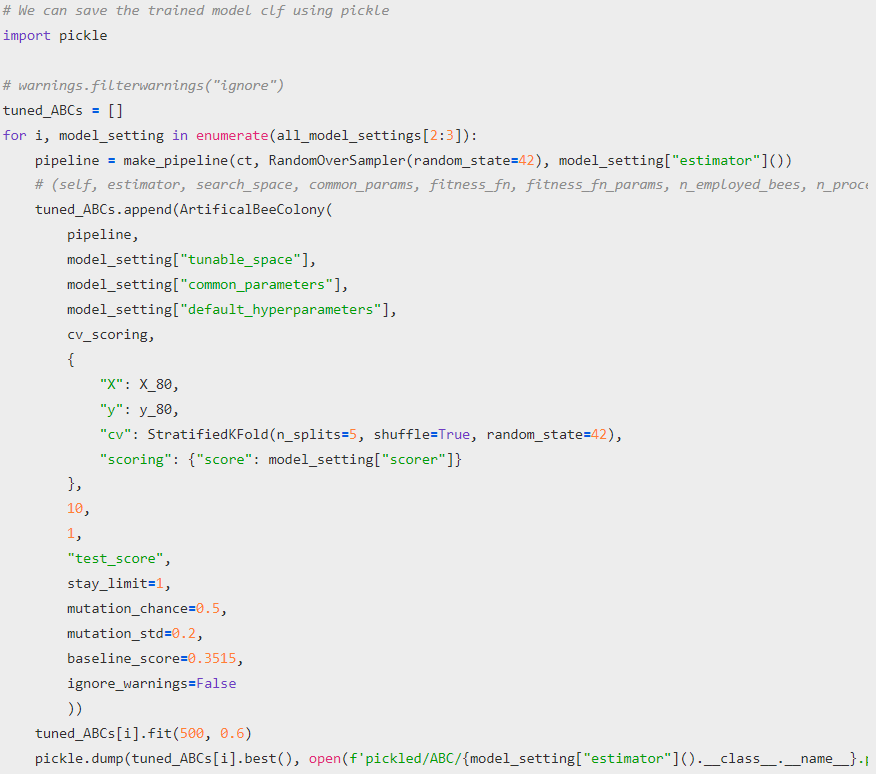 # We can save the trained model clf using pickle
import pickle

# warnings.filterwarnings("ignore")
tuned_ABCs = []
for i, model_setting in enumerate(all_model_settings[2:3]):
    pipeline = make_pipeline(ct, RandomOverSampler(random_state=42), model_setting["estimator"]())
    # (self, estimator, search_space, common_params, fitness_fn, fitness_fn_params, n_employed_bees, n_proce
    tuned_ABCs.append(ArtificalBeeColony(
        pipeline,
        model_setting["tunable_space"],
        model_setting["common_parameters"],
        model_setting["default_hyperparameters"],
        cv_scoring,
        {
            "X": X_80,
            "y": y_80,
            "cv": StratifiedKFold(n_splits=5, shuffle=True, random_state=42),
            "scoring": {"score": model_setting["scorer"]}
        },
        10,
        1,
        "test_score",
        stay_limit=1,
        mutation_chance=0.5,
        mutation_std=0.2,
        baseline_score=0.3515,
        ignore_warnings=False
        ))
    tuned_ABCs[i].fit(500, 0.6)
    pickle.dump(tuned_ABCs[i].best(), open(f'pickled/ABC/{model_setting["estimator"]().__class__.__name__}.p